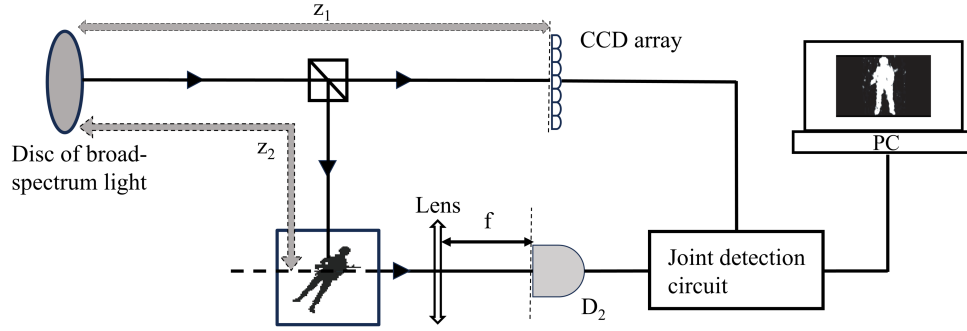 z1
CCD array
z2
Disc of broad-
spectrum light
PC
Lens
f
D2
Joint detection
circuit